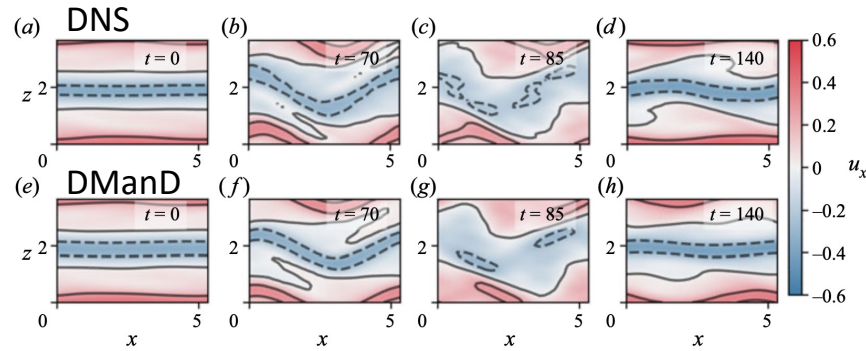 DNS
(a) (b) (c) (d)
t = 0 t = 70 t = 85 t = 140
z 2 2 2 2
0 5 0 5 0 5 0 5
DManD
(e) (f) (g) (h)
t = 0 t = 70 t = 85 t = 140
z 2 2 2 2
0 5 0 5 0 5 0 5
x x x x
0.6
0.4
0.2
0
–0.2
–0.4
–0.6
u_x